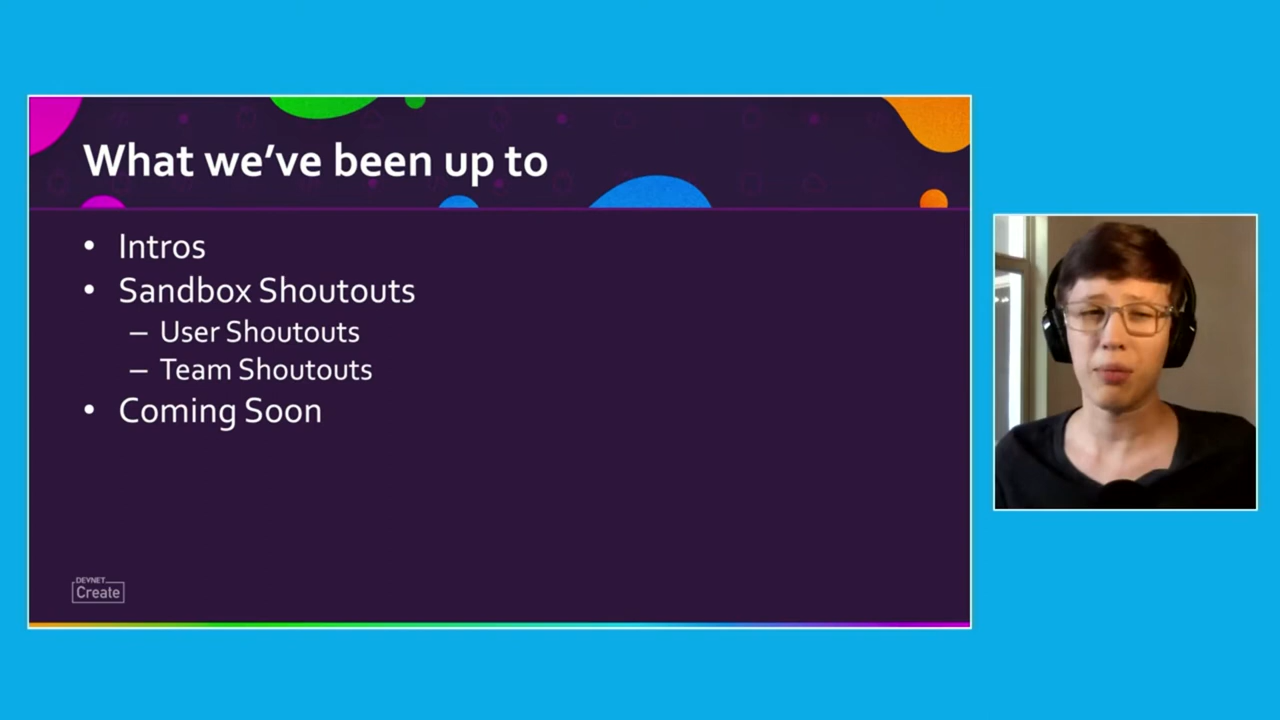 What we've been up to
• Intros
• Sandbox Shoutouts
– User Shoutouts
– Team Shoutouts
• Coming Soon
DEVNET
Create